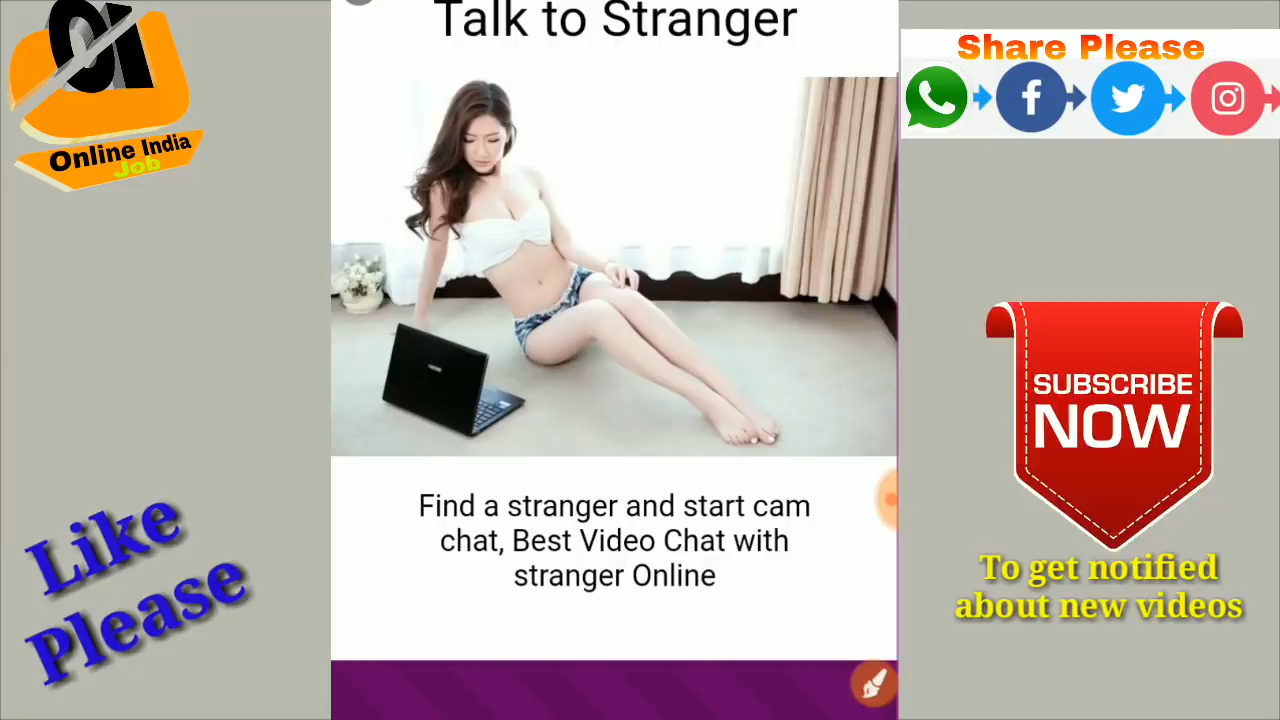 OI
Online India
Job
Talk to Stranger
Share Please
Find a stranger and start cam
chat, Best Video Chat with
stranger Online
Like
Please
SUBSCRIBE
NOW
To get notified
about new videos